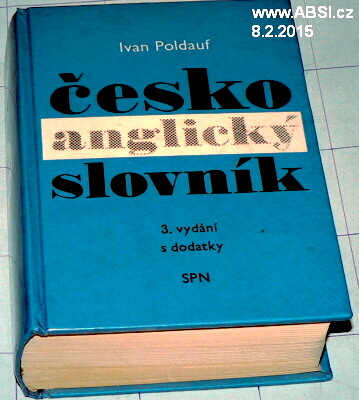 www.ABSI.cz
8.2.2015
Ivan Poldauf
česko
anglický
slovník
3. vydání
s dodatky
SPN